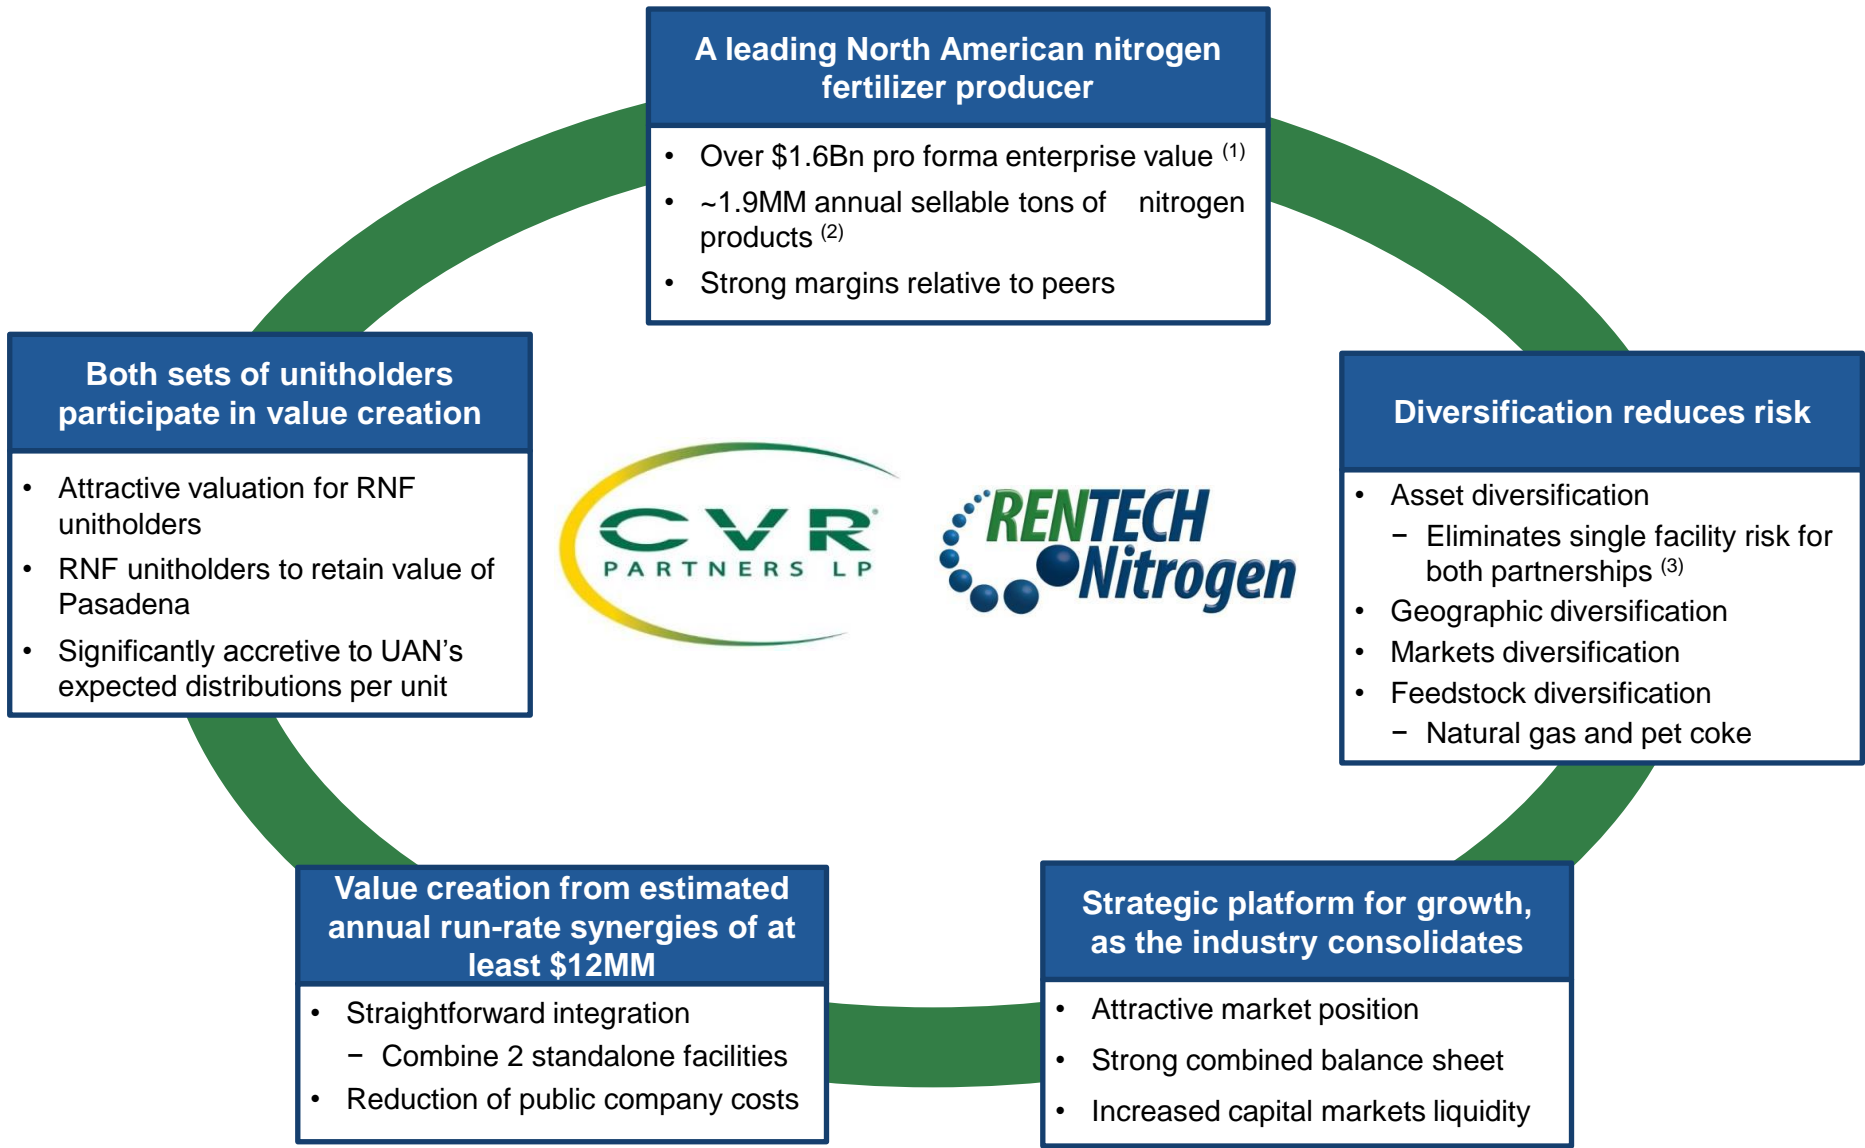 A leading North American nitrogen
fertilizer producer
• Over $1.6Bn pro forma enterprise value (1)
• ~1.9MM annual sellable tons of nitrogen
products (2)
• Strong margins relative to peers
Both sets of unitholders
participate in value creation
• Attractive valuation for RNF
unitholders
• RNF unitholders to retain value of
Pasadena
• Significantly accretive to UAN’s
expected distributions per unit
CVR
PARTNERS LP
RENTECH
Nitrogen
Diversification reduces risk
• Asset diversification
− Eliminates single facility risk for
both partnerships (3)
• Geographic diversification
• Markets diversification
• Feedstock diversification
− Natural gas and pet coke
Value creation from estimated
annual run-rate synergies of at
least $12MM
• Straightforward integration
− Combine 2 standalone facilities
• Reduction of public company costs
Strategic platform for growth,
as the industry consolidates
• Attractive market position
• Strong combined balance sheet
• Increased capital markets liquidity